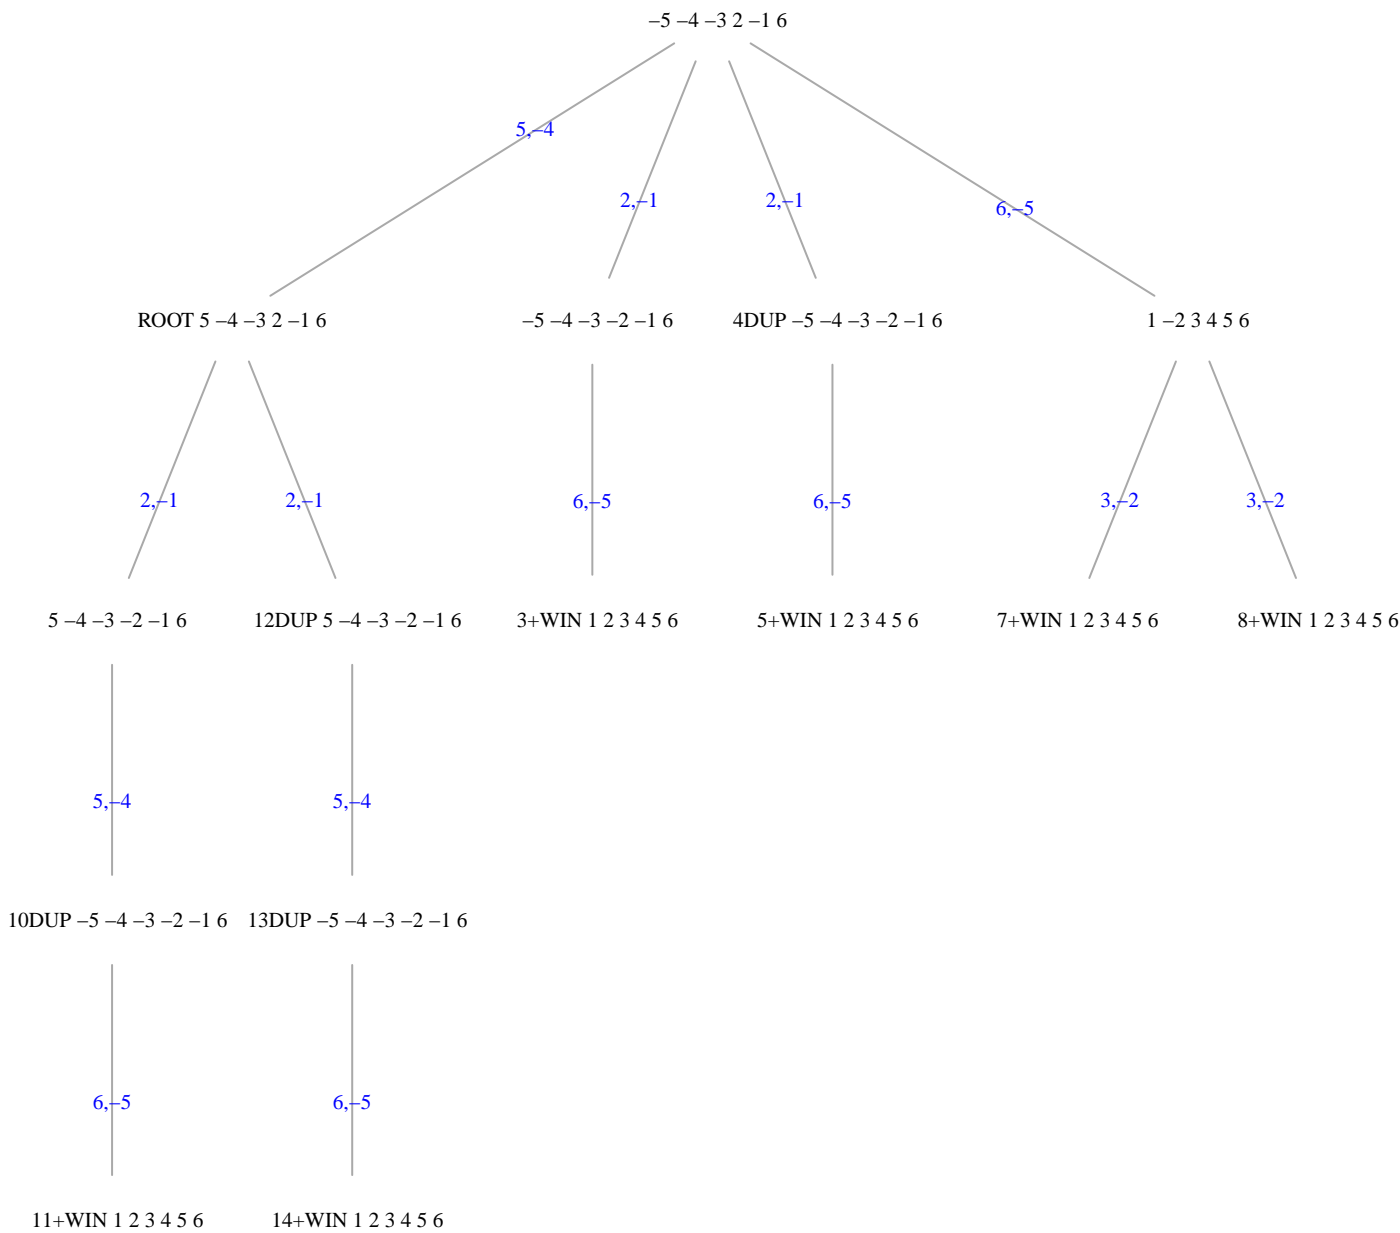 –5 –4 –3 2 –1 6
5,–4
2,–1
2,–1
6,–5
ROOT 5 –4 –3 2 –1 6
–5 –4 –3 –2 –1 6
4DUP –5 –4 –3 –2 –1 6
1 –2 3 4 5 6
2,–1
2,–1
6,–5
6,–5
3,–2
3,–2
5 –4 –3 –2 –1 6
12DUP 5 –4 –3 –2 –1 6
3+WIN 1 2 3 4 5 6
5+WIN 1 2 3 4 5 6
7+WIN 1 2 3 4 5 6
8+WIN 1 2 3 4 5 6
5,–4
5,–4
10DUP –5 –4 –3 –2 –1 6
13DUP –5 –4 –3 –2 –1 6
6,–5
6,–5
11+WIN 1 2 3 4 5 6
14+WIN 1 2 3 4 5 6